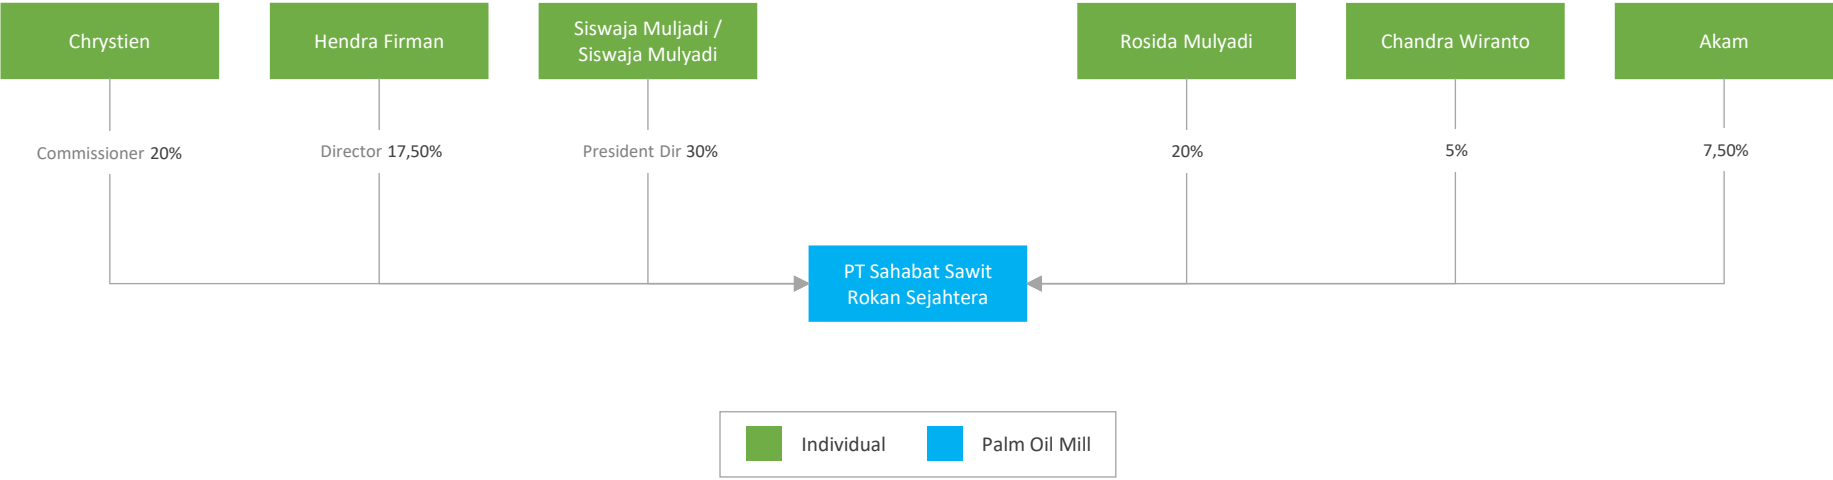 Chrystien
Hendra Firman
Siswaja Muljadi /
Siswaja Mulyadi
Rosida Mulyadi
Chandra Wiranto
Akam
Commissioner 20%
Director 17,50%
President Dir 30%
20%
5%
7,50%
PT Sahabat Sawit
Rokan Sejahtera
Individual
Palm Oil Mill